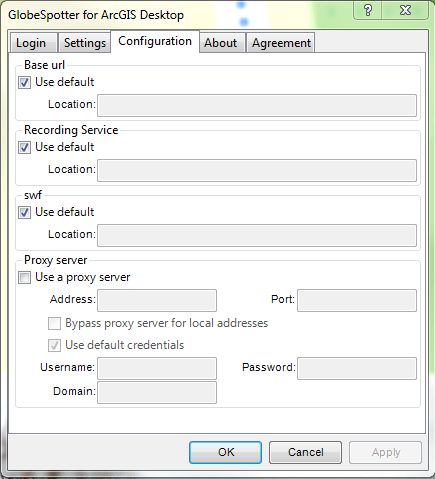 GlobeSpotter for ArcGIS Desktop
Login Settings Configuration About Agreement
Base url
Use default
Location:
Recording Service
Use default
Location:
swf
Use default
Location:
Proxy server
Use a proxy server
Address: Port:
Bypass proxy server for local addresses
Use default credentials
Username: Password:
Domain:
OK Cancel Apply